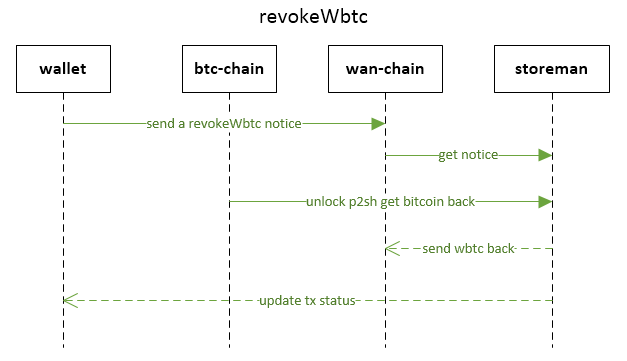 revokeWbtc
wallet
btc-chain
wan-chain
storeman
send a revokeWbtc notice
get notice
unlock p2sh get bitcoin back
send wbtc back
update tx status